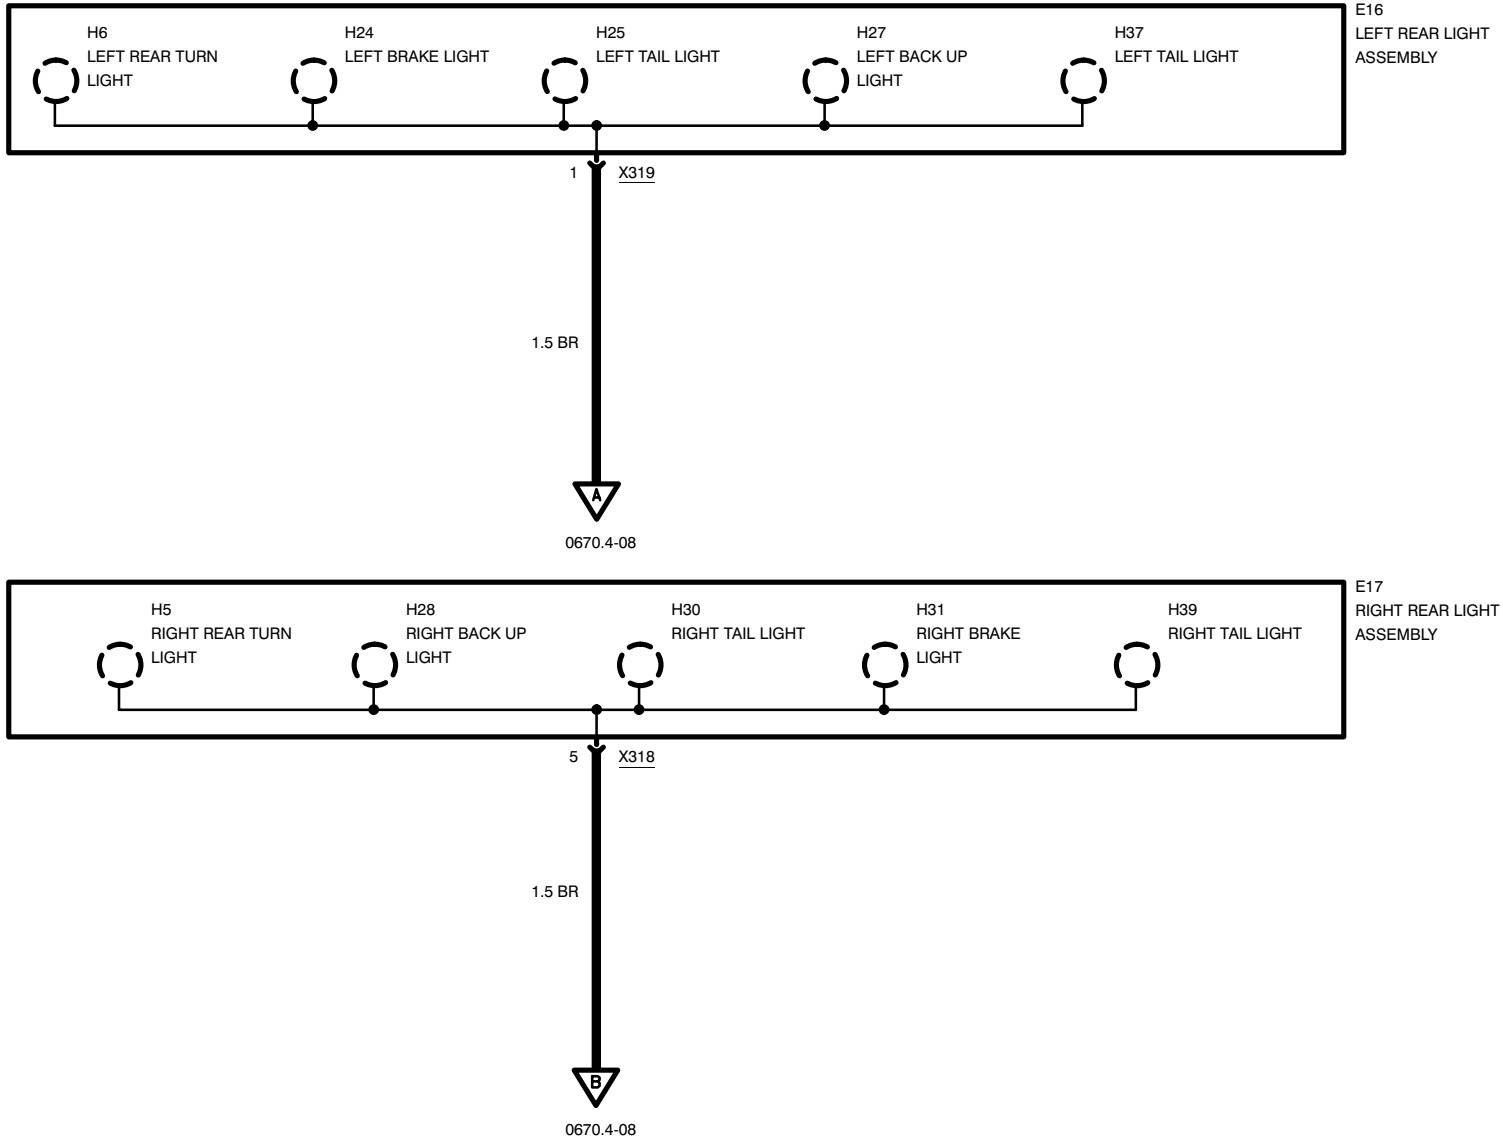 E16
LEFT REAR LIGHT
ASSEMBLY
H6
LEFT REAR TURN
LIGHT
H24
LEFT BRAKE LIGHT
H25
LEFT TAIL LIGHT
H27
LEFT BACK UP
LIGHT
H37
LEFT TAIL LIGHT
1
X319
1.5 BR
A
0670.4-08
E17
RIGHT REAR LIGHT
ASSEMBLY
H5
RIGHT REAR TURN
LIGHT
H28
RIGHT BACK UP
LIGHT
H30
RIGHT TAIL LIGHT
H31
RIGHT BRAKE
LIGHT
H39
RIGHT TAIL LIGHT
5
X318
1.5 BR
B
0670.4-08